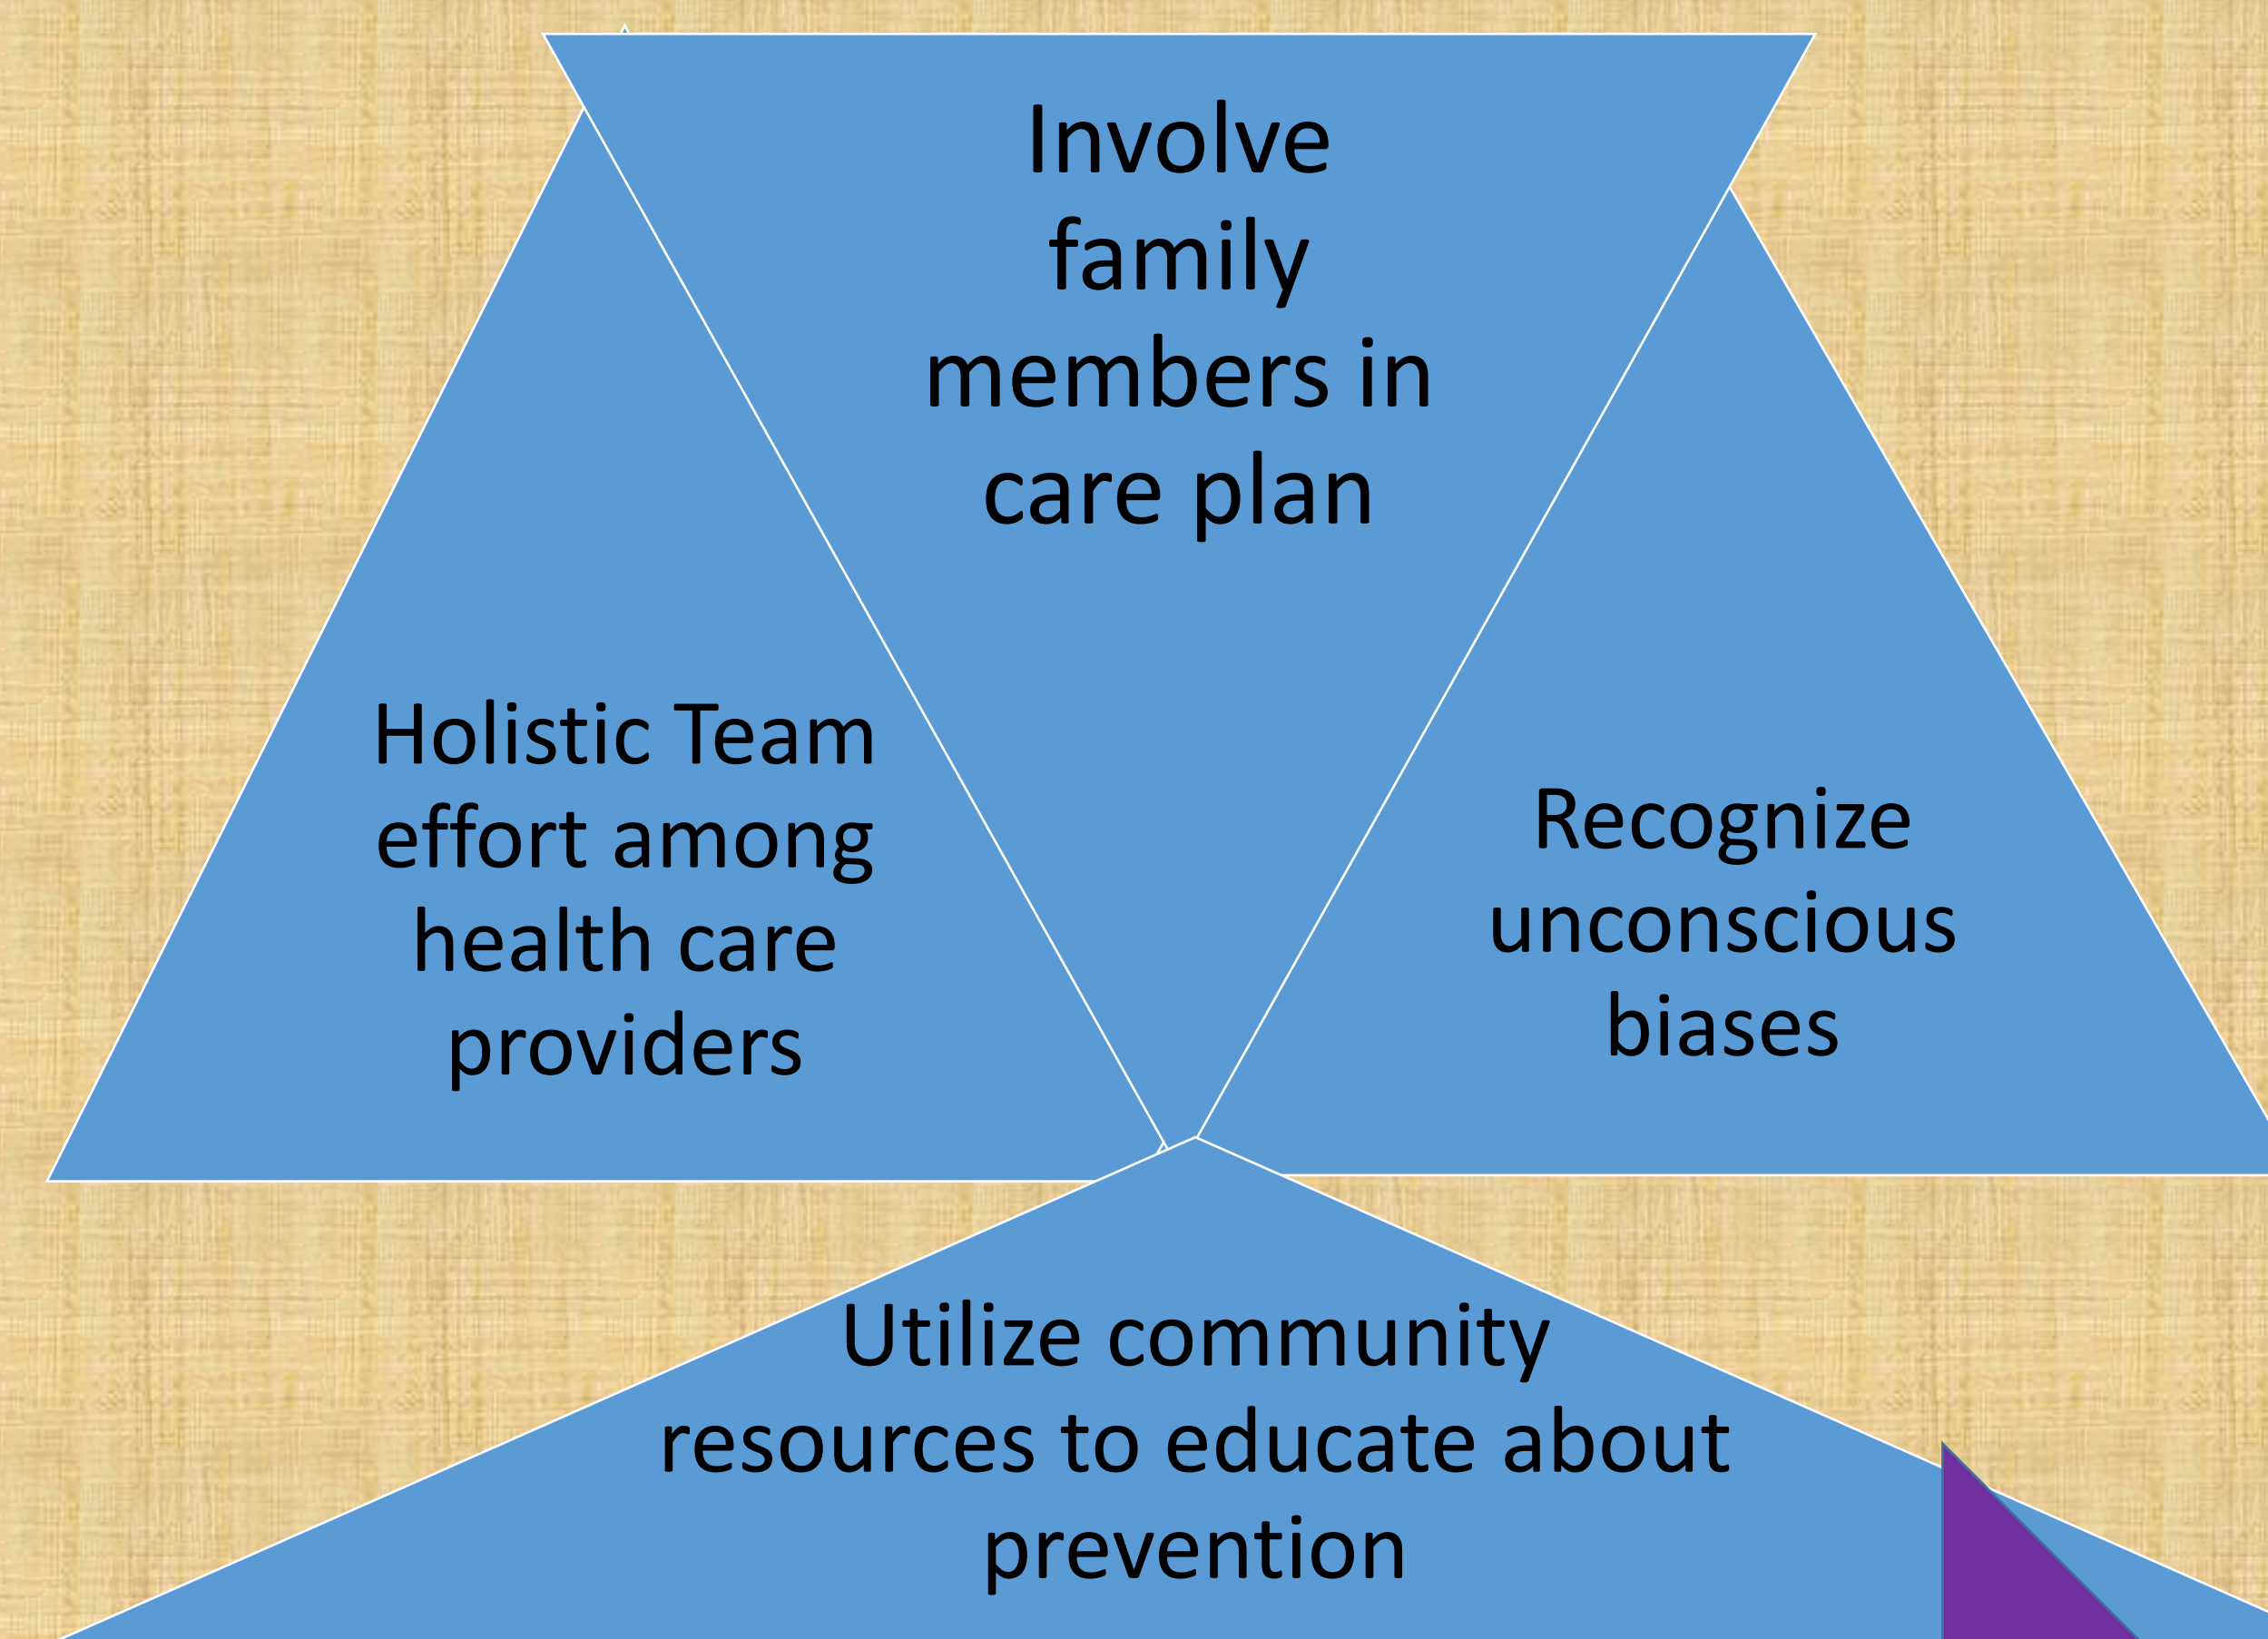 Involve
family
members in
care plan
Holistic Team
effort among
health care
providers
Recognize
unconscious
biases
Utilize community
resources to educate about
prevention